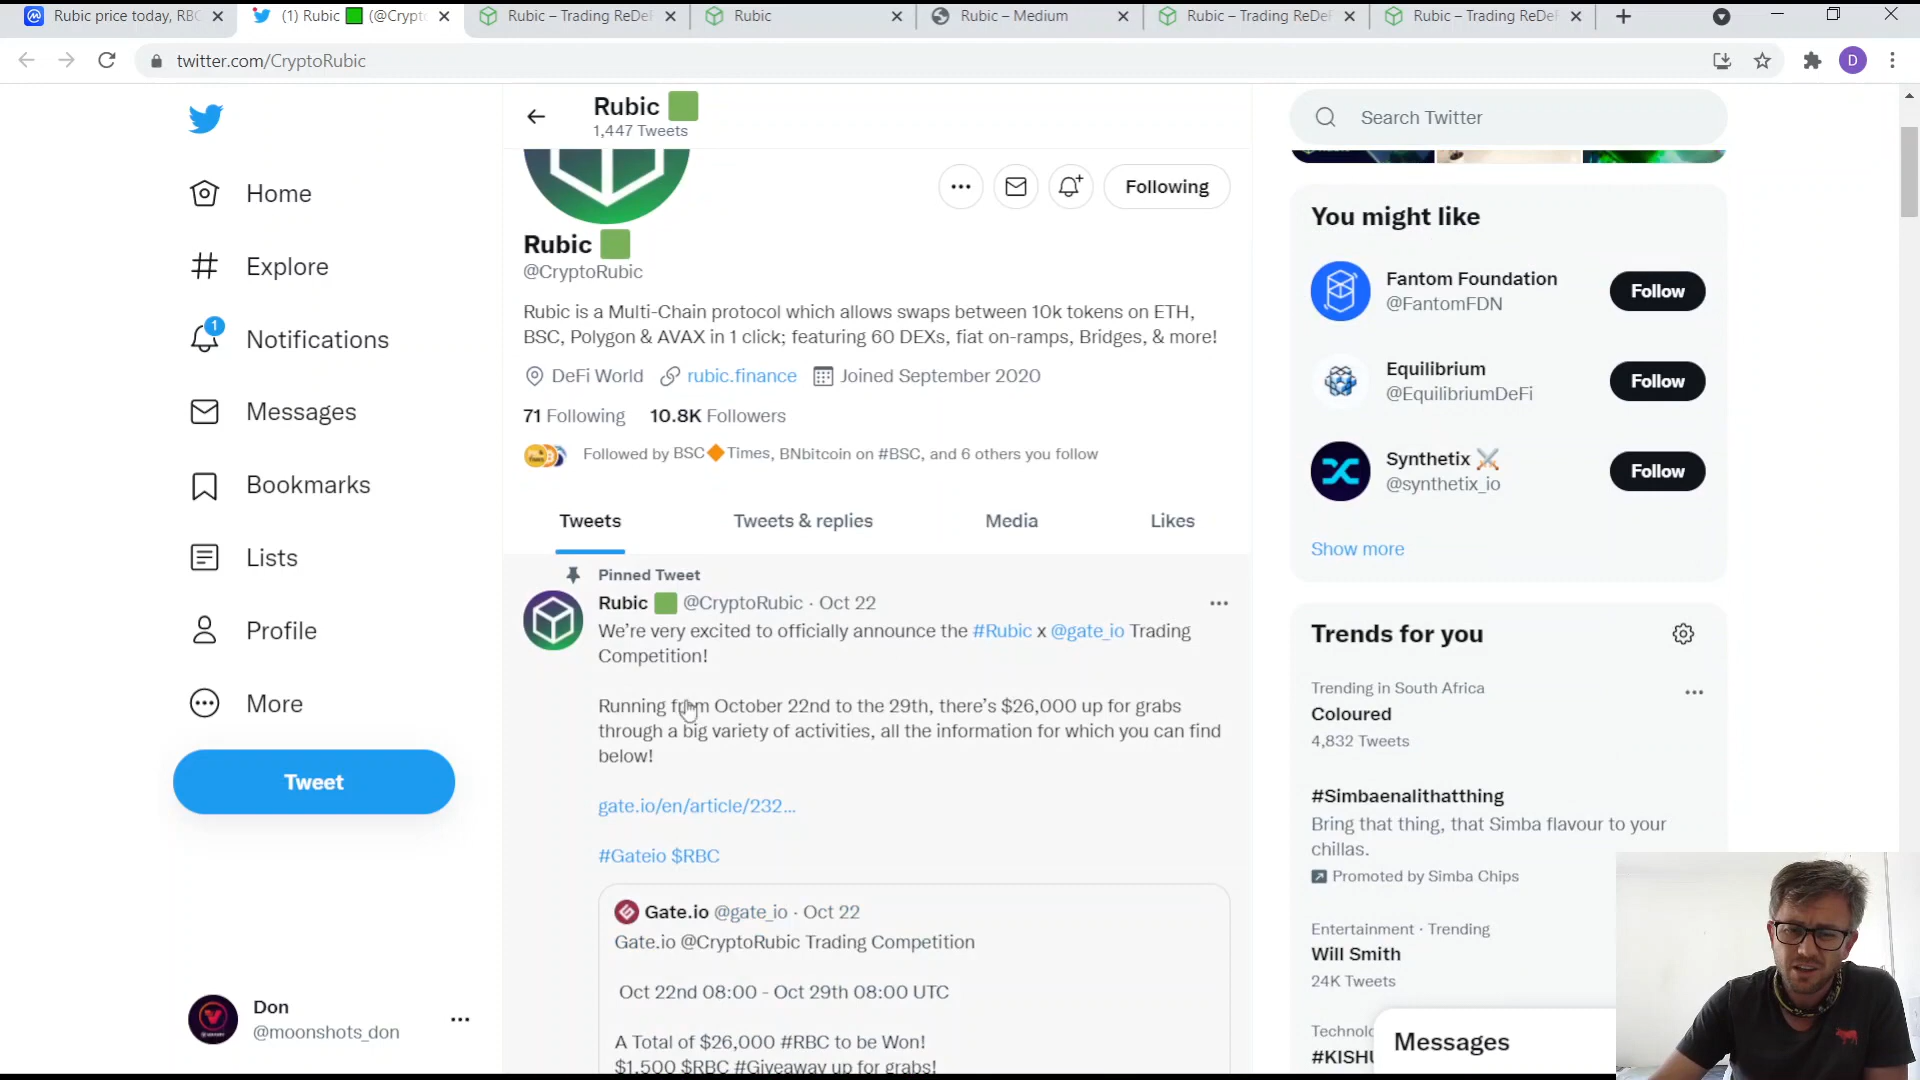 Rubic price today, RBC
(1) Rubic (@Crypto
Rubic – Trading ReDeF
Rubic
Rubic – Medium
Rubic – Trading ReDeF
Rubic – Trading ReDeF
twitter.com/CryptoRubic
D
Rubic
1,447 Tweets
Search Twitter
Home
Explore
1
Notifications
Messages
Bookmarks
Lists
Profile
More
Tweet
Don
@moonshots_don
Following
Rubic
@CryptoRubic
Rubic is a Multi-Chain protocol which allows swaps between 10k tokens on ETH,
BSC, Polygon & AVAX in 1 click; featuring 60 DEXs, fiat on-ramps, Bridges, & more!
DeFi World rubic.finance Joined September 2020
71 Following 10.8K Followers
Followed by BSC🔶Times, BNbitcoin on #BSC, and 6 others you follow
Tweets Tweets & replies Media Likes
Pinned Tweet
Rubic @CryptoRubic · Oct 22
We're very excited to officially announce the #Rubic x @gate_io Trading
Competition!
Running from October 22nd to the 29th, there's $26,000 up for grabs
through a big variety of activities, all the information for which you can find
below!
gate.io/en/article/232...
#Gateio $RBC
Gate.io @gate_io · Oct 22
Gate.io @CryptoRubic Trading Competition
Oct 22nd 08:00 - Oct 29th 08:00 UTC
A Total of $26,000 #RBC to be Won!
$1,500 $RBC #Giveaway up for grabs!
You might like
Fantom Foundation
@FantomFDN
Follow
Equilibrium
@EquilibriumDeFi
Follow
Synthetix ⚔️
@synthetix_io
Follow
Show more
Trends for you
Trending in South Africa
Coloured
4,832 Tweets
#Simbaenalithatthing
Bring that thing, that Simba flavour to your
chillas.
Promoted by Simba Chips
Entertainment · Trending
Will Smith
24K Tweets
Technolo
#KISHU
Messages